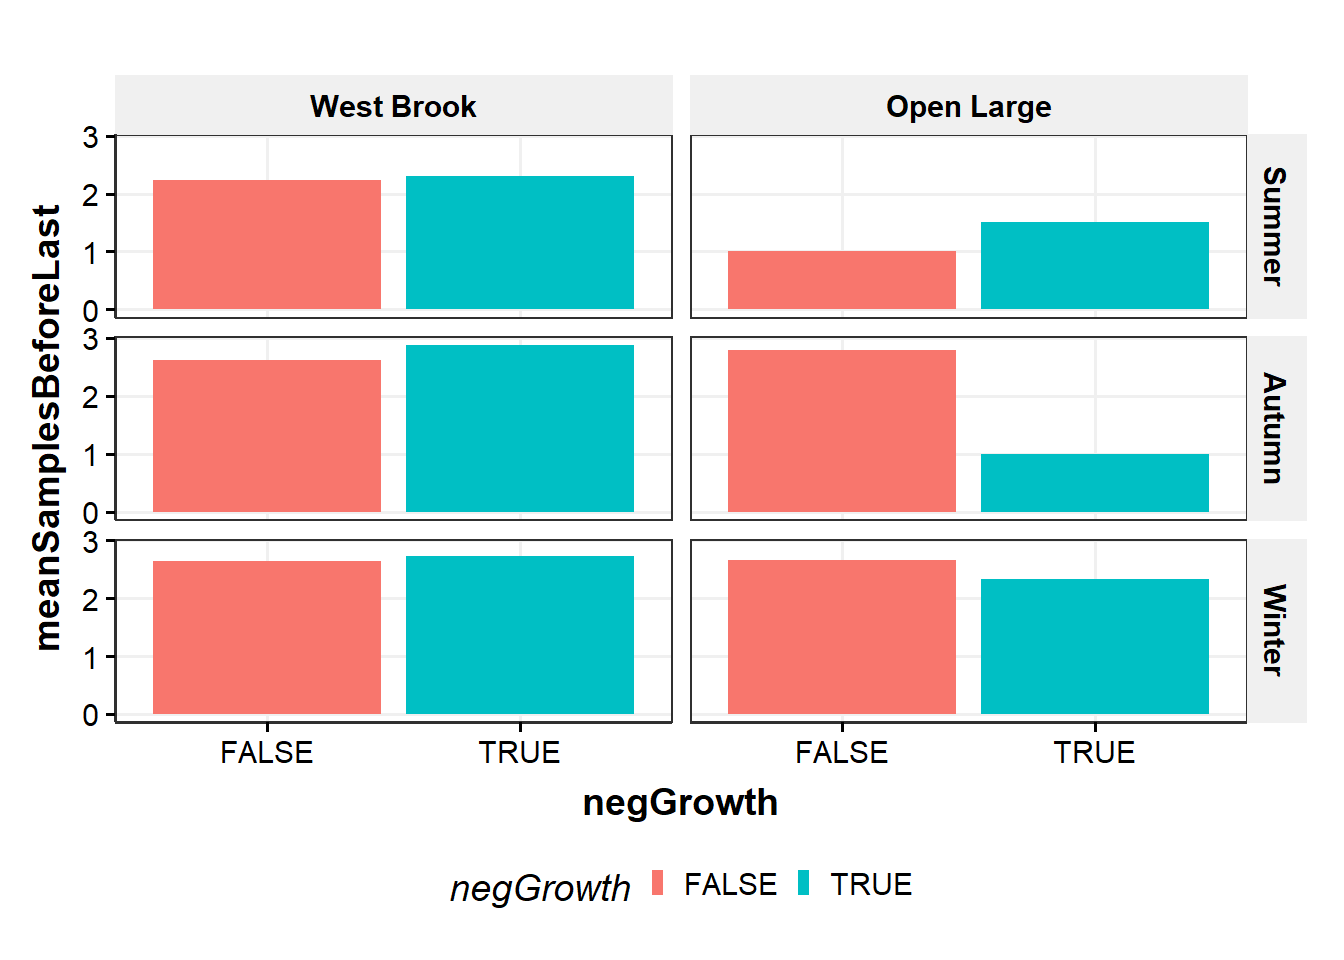 West Brook
Open Large
meanSamplesBeforeLast
3
2
1
0
Summer
3
2
1
0
Autumn
3
2
1
0
Winter
FALSE TRUE FALSE TRUE
negGrowth
negGrowth FALSE TRUE